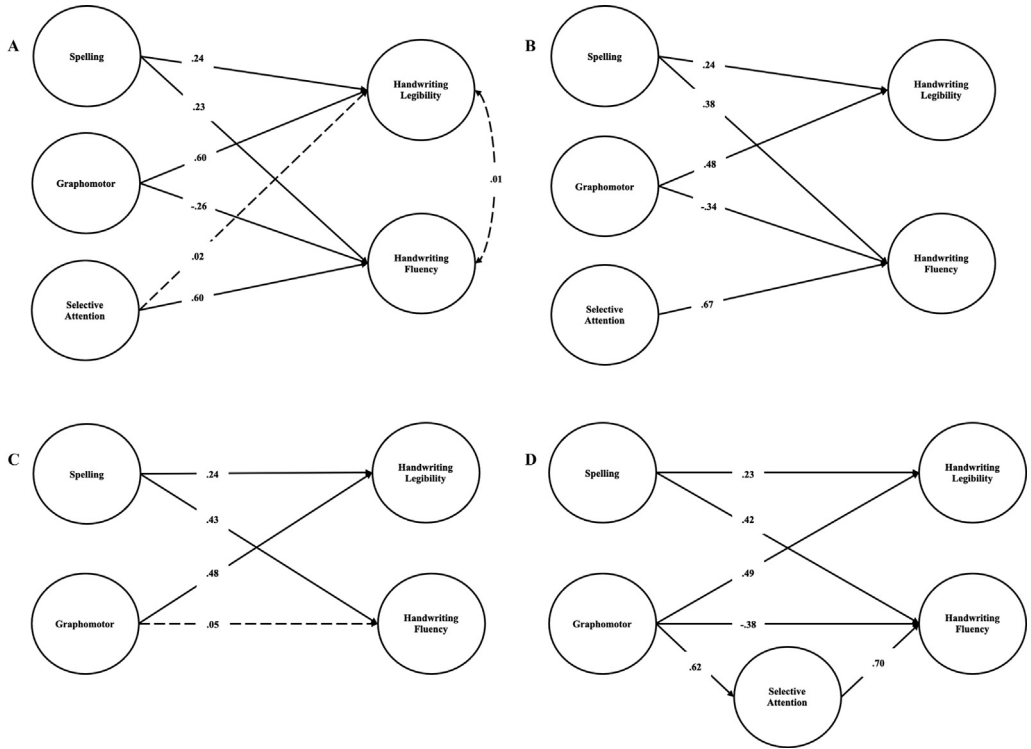 A
Spelling
.24
Handwriting
Legibility
.23
.60
Graphomotor
.01
-.26
.02
Handwriting
Fluency
Selective
Attention
.60
B
Spelling
.24
Handwriting
Legibility
.38
.48
Graphomotor
-.34
Handwriting
Fluency
Selective
Attention
.67
C
Spelling
.24
Handwriting
Legibility
.43
.48
Graphomotor
.05
Handwriting
Fluency
D
Spelling
.23
Handwriting
Legibility
.42
.49
Graphomotor
-.38
Handwriting
Fluency
.62
.70
Selective
Attention